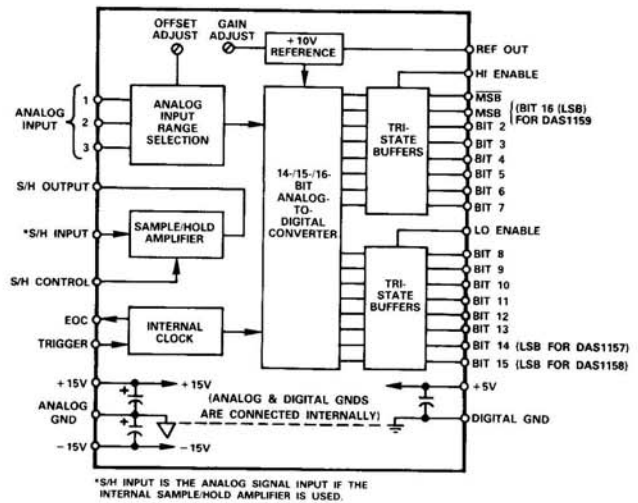 OFFSET
ADJUST
GAIN
ADJUST
+10V
REFERENCE
REF OUT
HI ENABLE
ANALOG
INPUT
1
2
3
ANALOG
INPUT
RANGE
SELECTION
14-/15-/16-
BIT
ANALOG-
TO-
DIGITAL
CONVERTER
TRI-
STATE
BUFFERS
MSB
MSB
BIT 2
(BIT 16 (LSB)
FOR DAS1159
BIT 3
BIT 4
BIT 5
BIT 6
BIT 7
S/H OUTPUT
*S/H INPUT
S/H CONTROL
SAMPLE/HOLD
AMPLIFIER
LO ENABLE
TRI-
STATE
BUFFERS
BIT 8
BIT 9
BIT 10
BIT 11
BIT 12
BIT 13
BIT 14 (LSB FOR DAS1157)
BIT 15 (LSB FOR DAS1158)
EOC
TRIGGER
INTERNAL
CLOCK
+15V
+
+15V
ANALOG
GND
+
-15V
-15V
(ANALOG & DIGITAL GNDS
ARE CONNECTED INTERNALLY)
+5V
DIGITAL GND
*S/H INPUT IS THE ANALOG SIGNAL INPUT IF THE
INTERNAL SAMPLE/HOLD AMPLIFIER IS USED.